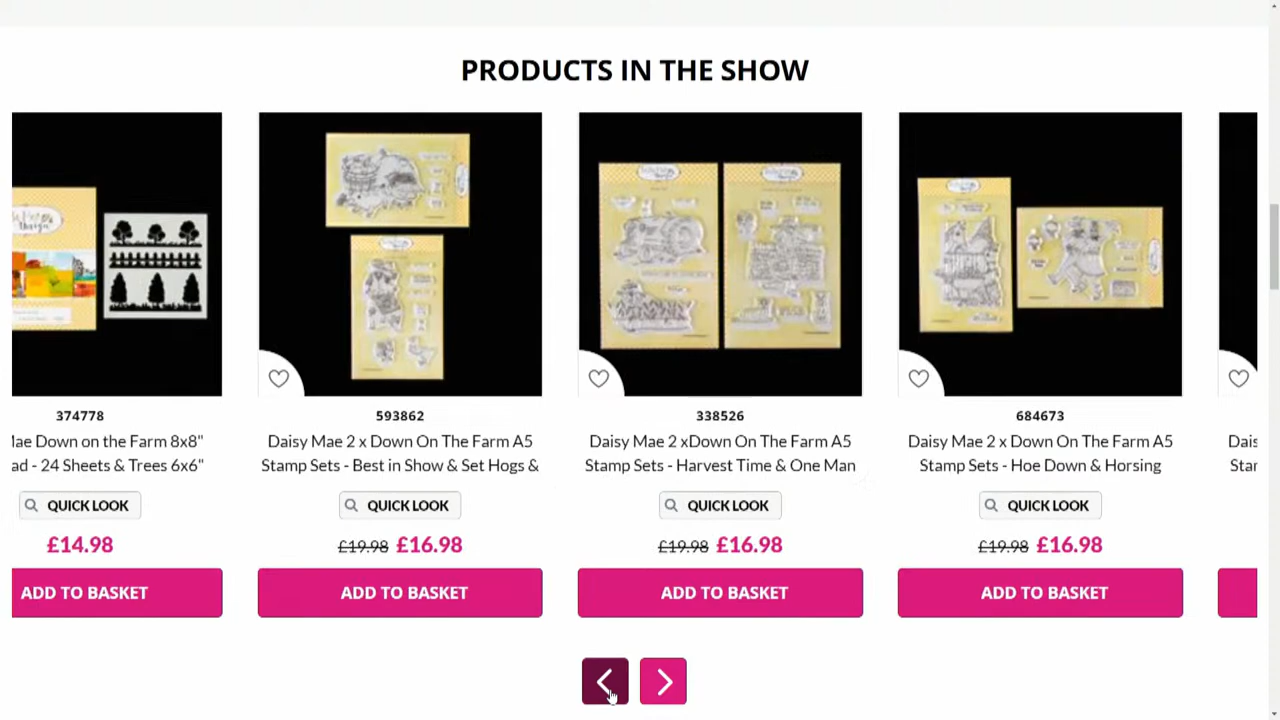 PRODUCTS IN THE SHOW
374778
Mae Down on the Farm 8x8"
ad - 24 Sheets & Trees 6x6"
QUICK LOOK
£14.98
ADD TO BASKET
593862
Daisy Mae 2 x Down On The Farm A5
Stamp Sets - Best in Show & Set Hogs &
QUICK LOOK
£19.98 £16.98
ADD TO BASKET
338526
Daisy Mae 2 xDown On The Farm A5
Stamp Sets - Harvest Time & One Man
QUICK LOOK
£19.98 £16.98
ADD TO BASKET
684673
Daisy Mae 2 x Down On The Farm A5
Stamp Sets - Hoe Down & Horsing
QUICK LOOK
£19.98 £16.98
ADD TO BASKET
Dais
Star